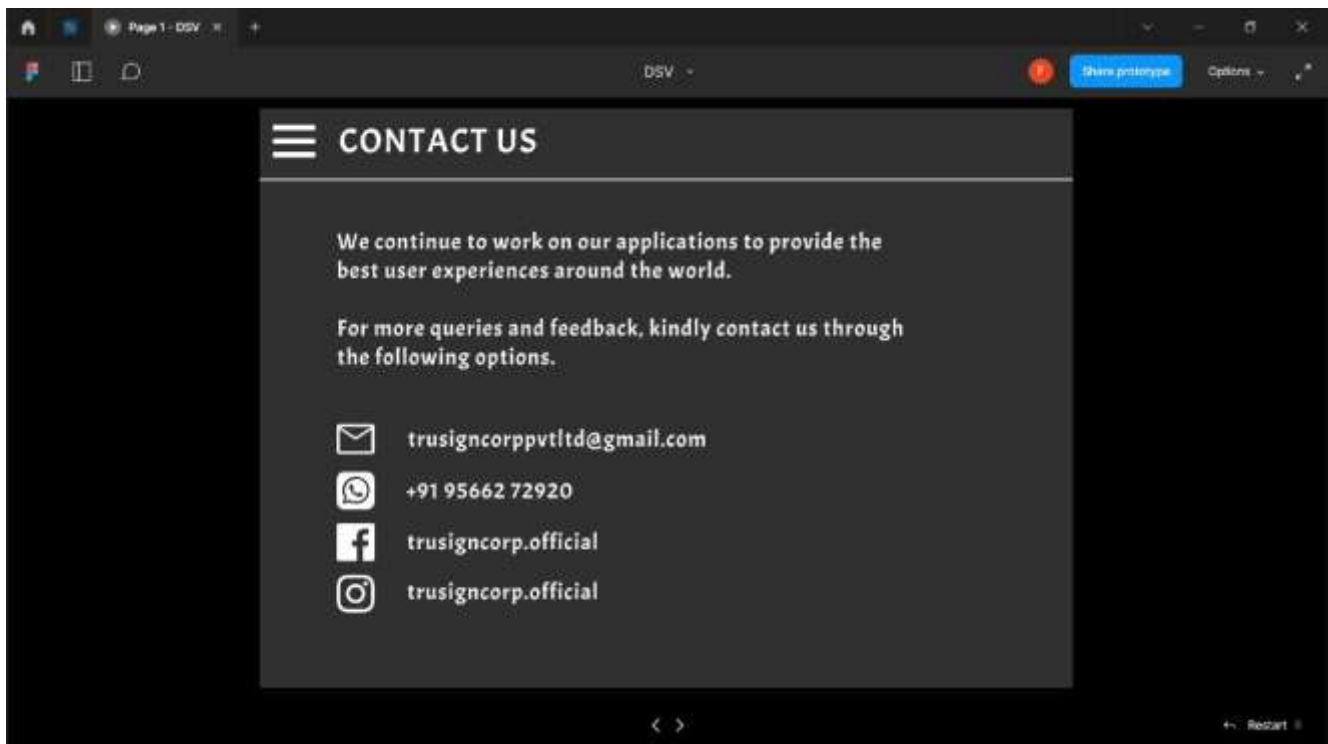 Page 1 - DSV
DSV
Share prototype
Options
CONTACT US
We continue to work on our applications to provide the
best user experiences around the world.
For more queries and feedback, kindly contact us through
the following options.
trusigncorppvtltd@gmail.com
+91 95662 72920
trusigncorp.official
trusigncorp.official
Restart